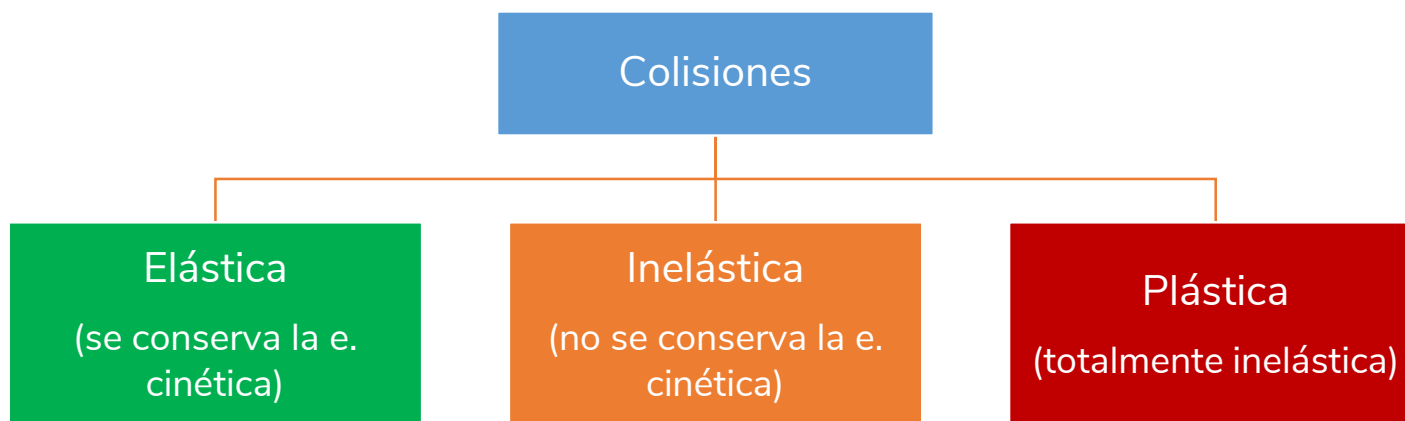 Colisiones
Elástica
(se conserva la e.
cinética)
Inelástica
(no se conserva la e.
cinética)
Plástica
(totalmente inelástica)